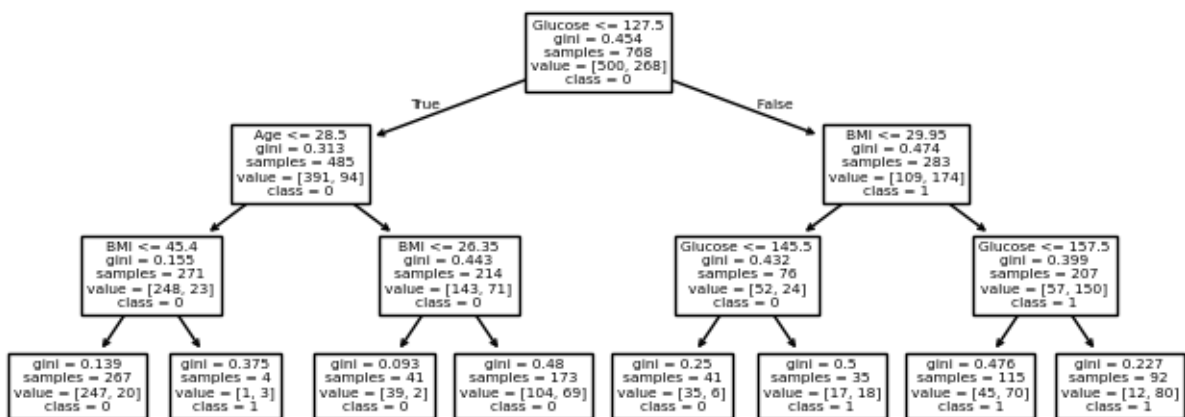 Glucose <= 127.5
gini = 0.454
samples = 768
value = [500, 268]
class = 0
True
False
Age <= 28.5
gini = 0.313
samples = 485
value = [391, 94]
class = 0
BMI <= 29.95
gini = 0.474
samples = 283
value = [109, 174]
class = 1
BMI <= 45.4
gini = 0.155
samples = 271
value = [248, 23]
class = 0
BMI <= 26.35
gini = 0.443
samples = 214
value = [143, 71]
class = 0
Glucose <= 145.5
gini = 0.432
samples = 76
value = [52, 24]
class = 0
Glucose <= 157.5
gini = 0.399
samples = 207
value = [57, 150]
class = 1
gini = 0.139
samples = 267
value = [247, 20]
class = 0
gini = 0.375
samples = 4
value = [1, 3]
class = 1
gini = 0.093
samples = 41
value = [39, 2]
class = 0
gini = 0.48
samples = 173
value = [104, 69]
class = 0
gini = 0.25
samples = 41
value = [35, 6]
class = 0
gini = 0.5
samples = 35
value = [17, 18]
class = 1
gini = 0.476
samples = 115
value = [45, 70]
class = 1
gini = 0.227
samples = 92
value = [12, 80]
class = 1